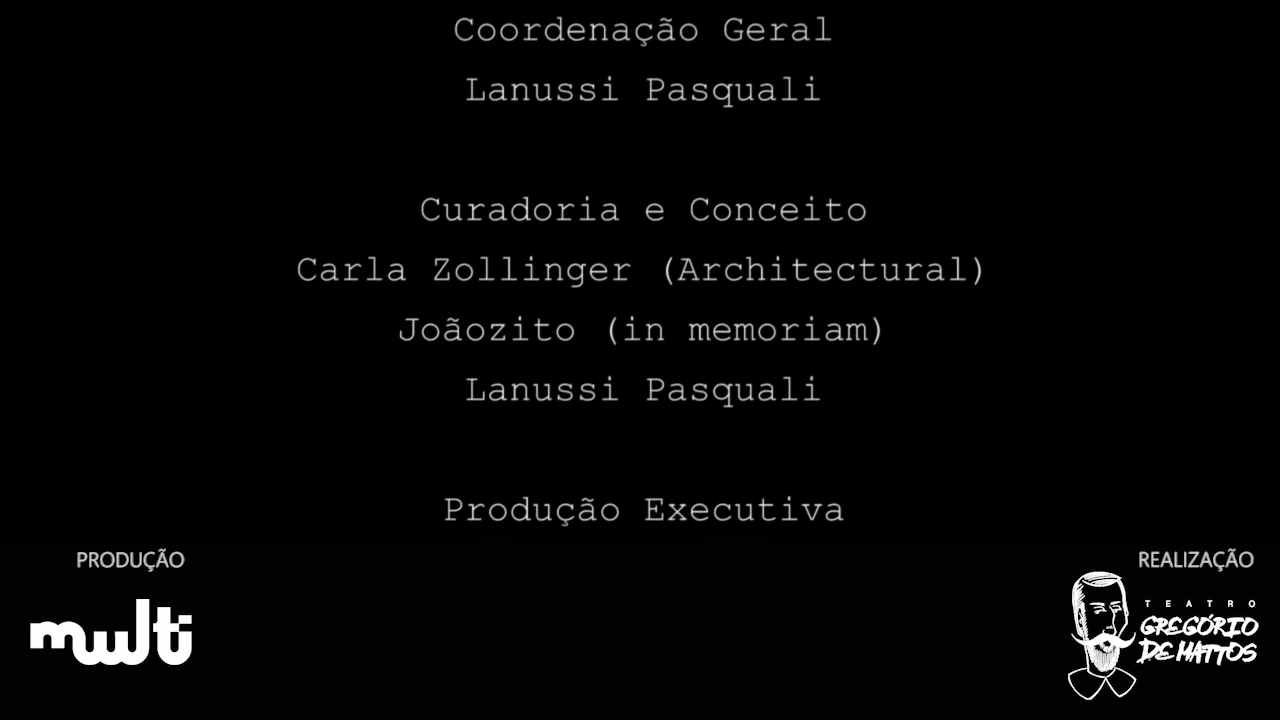 Coordenação Geral
Lanussi Pasquali
Curadoria e Conceito
Carla Zollinger (Architectural)
Joãozito (in memoriam)
Lanussi Pasquali
Produção Executiva
PRODUÇÃO
multi
REALIZAÇÃO
TEATRO
GREGÓRIO
DE MATTOS